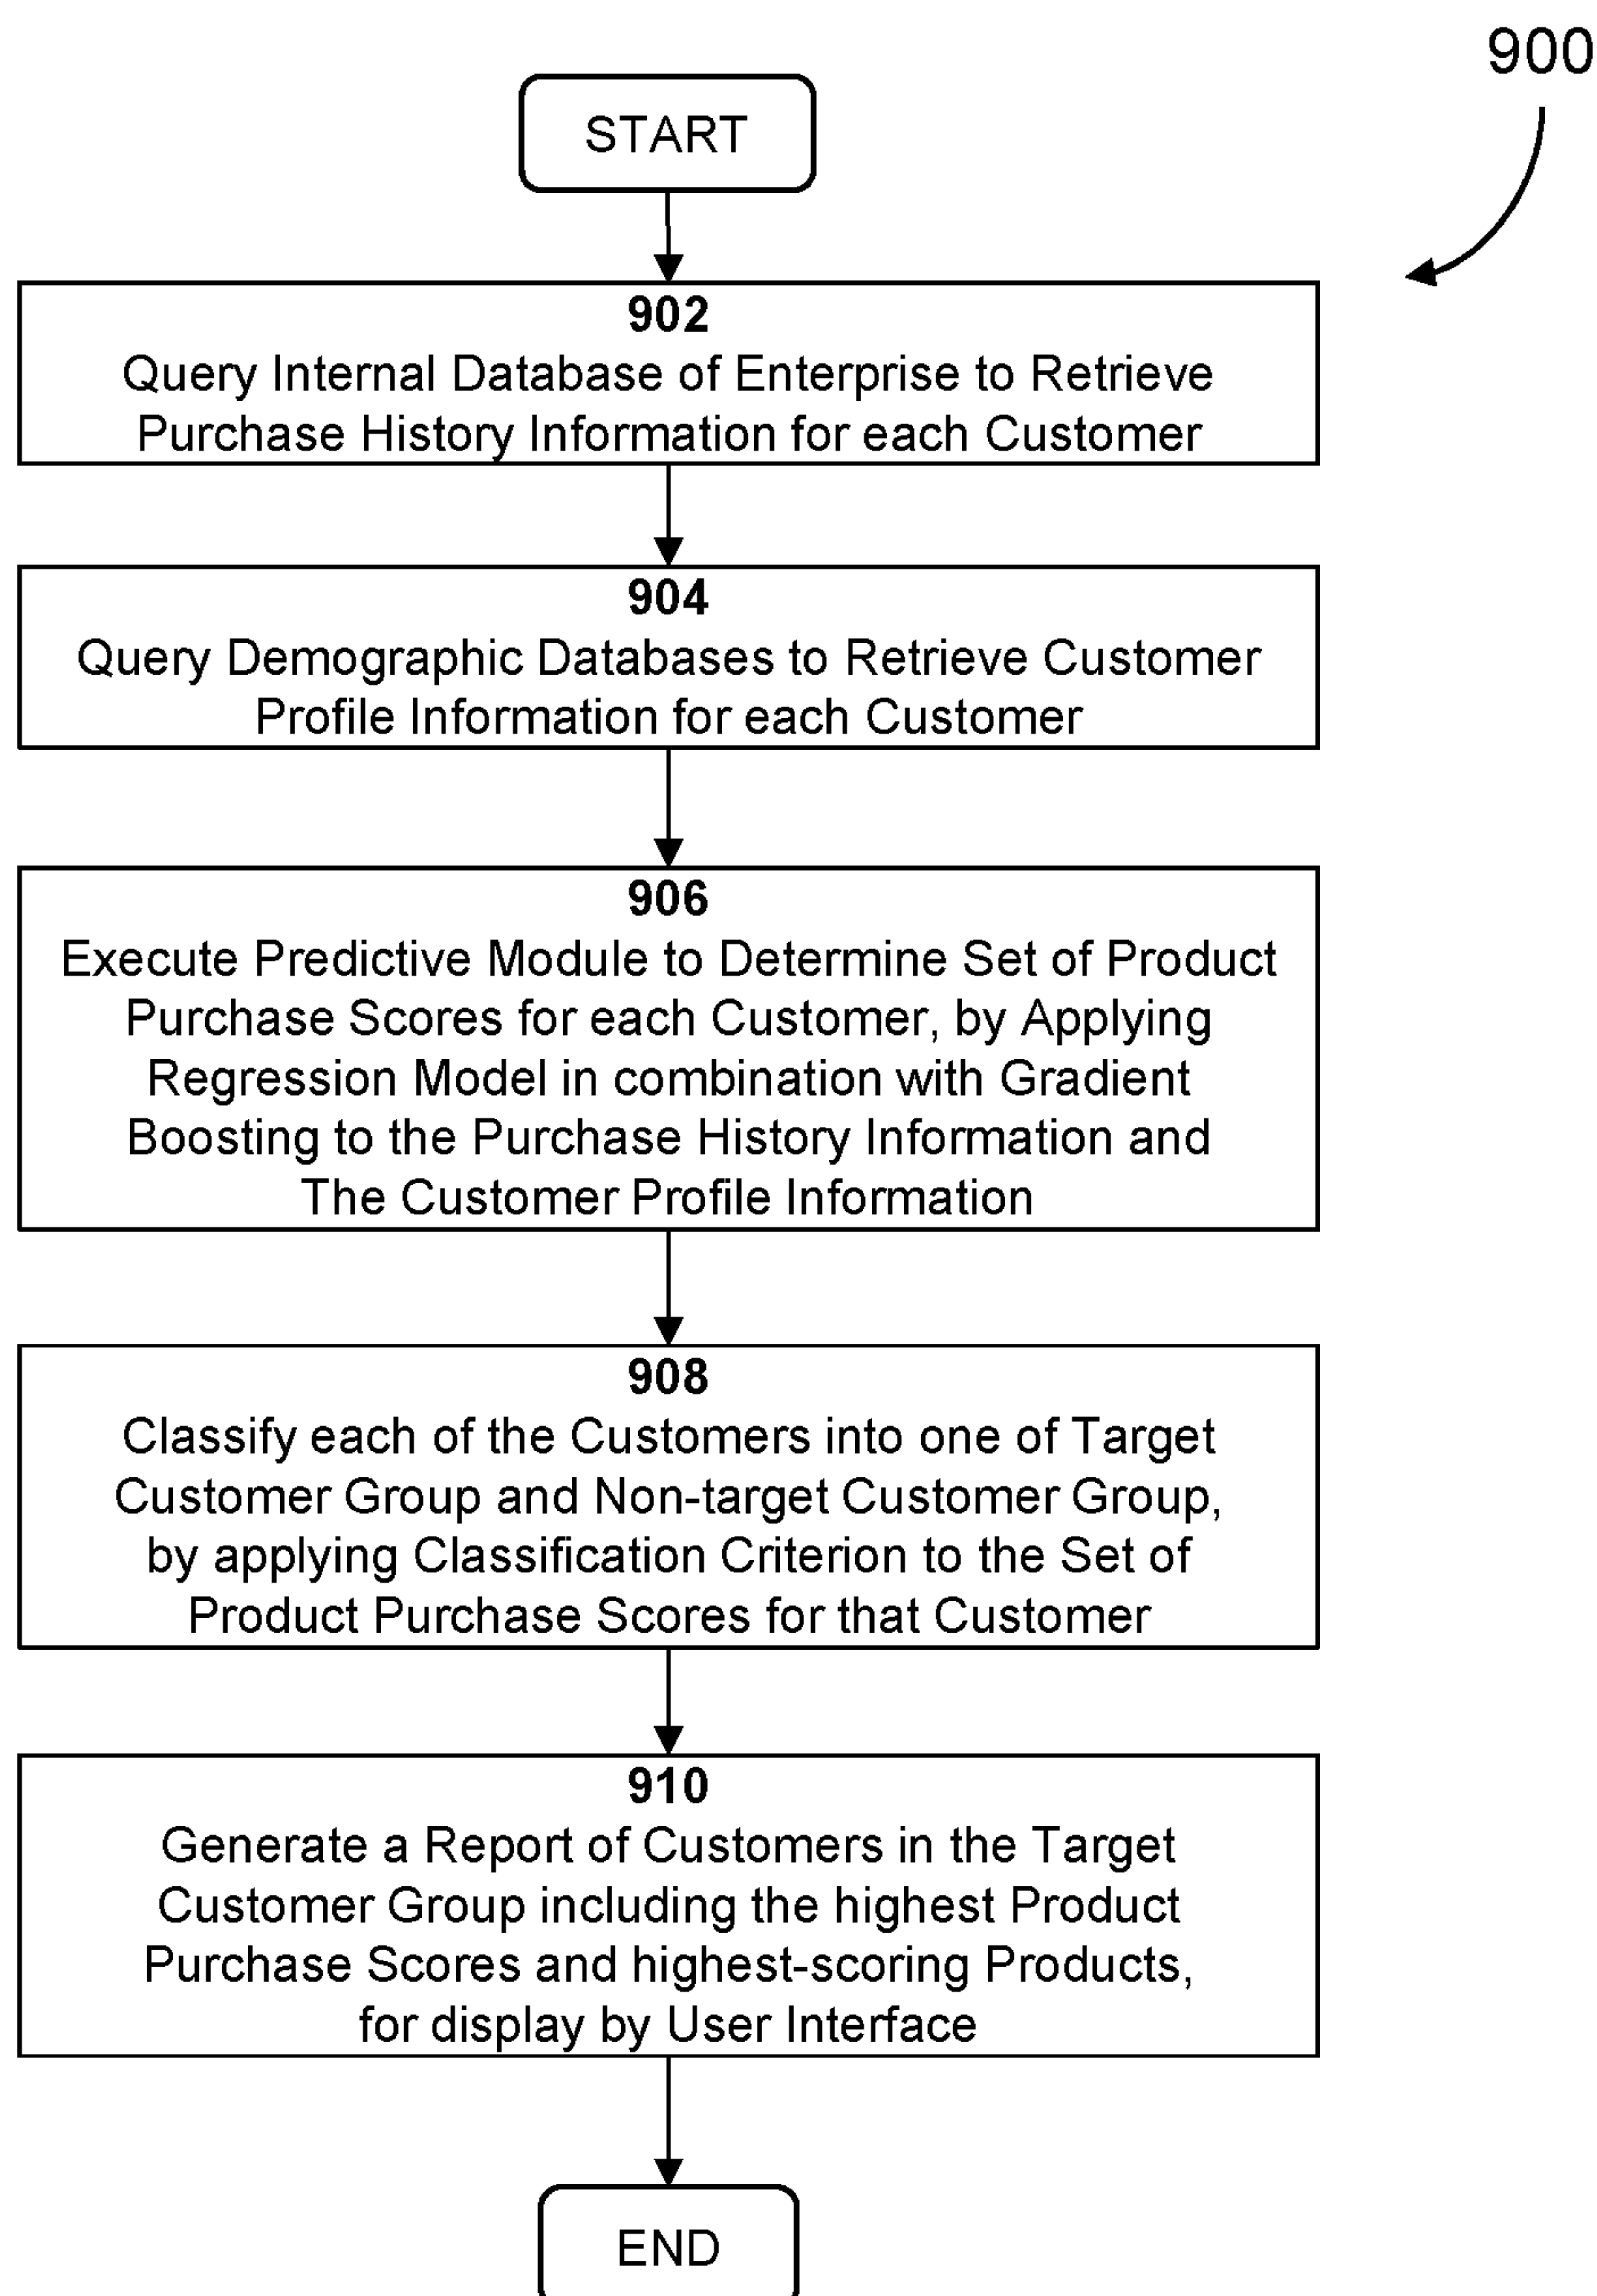 900
START
902
Query Internal Database of Enterprise to Retrieve
Purchase History Information for each Customer
904
Query Demographic Databases to Retrieve Customer
Profile Information for each Customer
906
Execute Predictive Module to Determine Set of Product
Purchase Scores for each Customer, by Applying
Regression Model in combination with Gradient
Boosting to the Purchase History Information and
The Customer Profile Information
908
Classify each of the Customers into one of Target
Customer Group and Non-target Customer Group,
by applying Classification Criterion to the Set of
Product Purchase Scores for that Customer
910
Generate a Report of Customers in the Target
Customer Group including the highest Product
Purchase Scores and highest-scoring Products,
for display by User Interface
END